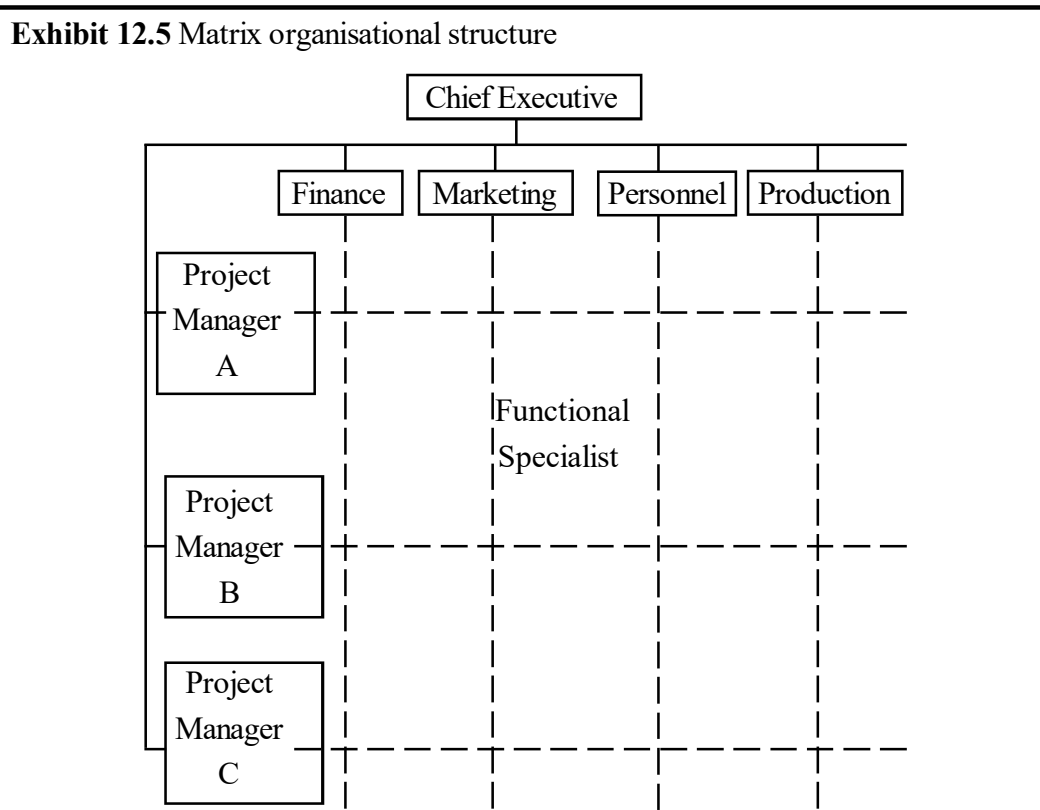 Exhibit 12.5 Matrix organisational structure
Chief Executive
Finance
Marketing
Personnel
Production
Project
Manager
A
Functional
Specialist
Project
Manager
B
Project
Manager
C